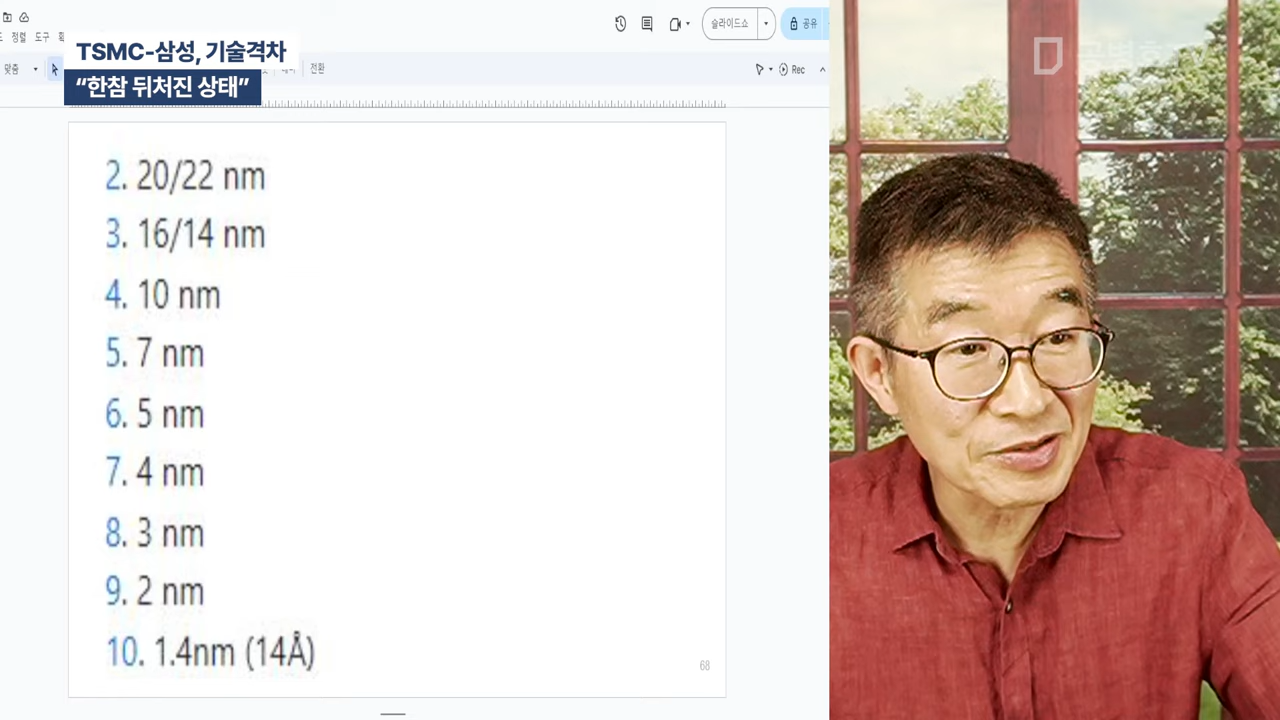 정렬 도구
슬라이드쇼
공유
TSMC-삼성, 기술격차
맞춤
전환
Rec
“한참 뒤처진 상태”
2. 20/22 nm
3. 16/14 nm
4. 10 nm
5. 7 nm
6. 5 nm
7. 4 nm
8. 3 nm
9. 2 nm
10. 1.4nm (14Å)
68